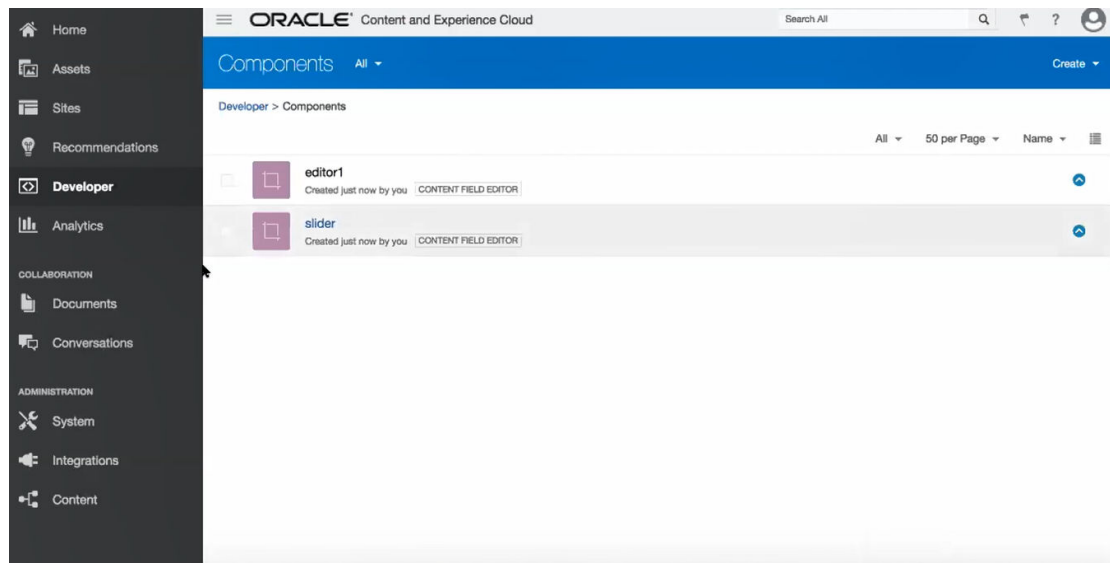 Home
Assets
Sites
Recommendations
Developer
Analytics
COLLABORATION
Documents
Conversations
ADMINISTRATION
System
Integrations
Content
ORACLE® Content and Experience Cloud
Search All
?
Components All
Create
Developer > Components
All 50 per Page Name
editor1
Created just now by you CONTENT FIELD EDITOR
slider
Created just now by you CONTENT FIELD EDITOR